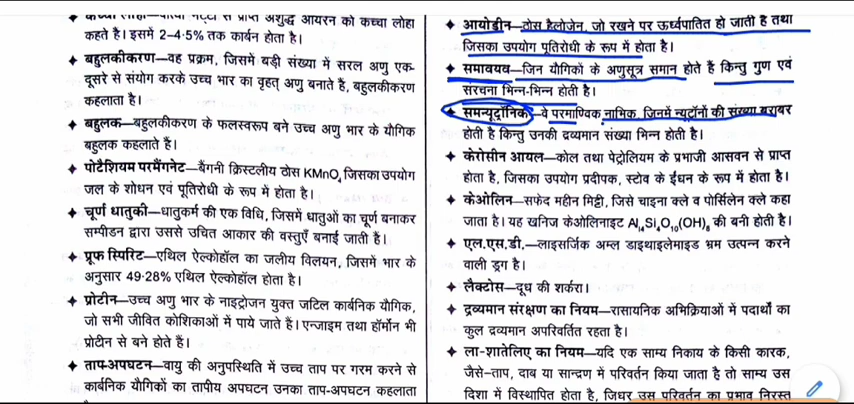 कच्चा लोहा—वात्या भट्टी से प्राप्त अशुद्ध आयरन को कच्चा लोहा
कहते हैं। इसमें 2–4·5% तक कार्बन होता है।
✦ बहुलकीकरण—वह प्रक्रम, जिसमें बड़ी संख्या में सरल अणु एक-
दूसरे से संयोग करके उच्च भार का वृहत् अणु बनाते हैं, बहुलकीकरण
कहलाता है।
✦ बहुलक—बहुलकीकरण के फलस्वरूप बने उच्च अणु भार के यौगिक
बहुलक कहलाते हैं।
✦ पोटैशियम परमैंगनेट—बैंगनी क्रिस्टलीय ठोस KMnO₄ जिसका उपयोग
जल के शोधन एवं पूतिरोधी के रूप में होता है।
✦ चूर्ण धातुकी—धातुकर्म की एक विधि, जिसमें धातुओं का चूर्ण बनाकर
सम्पीडन द्वारा उससे उचित आकार की वस्तुएँ बनाई जाती हैं।
✦ प्रूफ स्पिरिट—एथिल ऐल्कोहॉल का जलीय विलयन, जिसमें भार के
अनुसार 49·28% एथिल ऐल्कोहॉल होता है।
✦ प्रोटीन—उच्च अणु भार के नाइट्रोजन युक्त जटिल कार्बनिक यौगिक,
जो सभी जीवित कोशिकाओं में पाये जाते हैं। एन्जाइम तथा हॉर्मोन भी
प्रोटीन से बने होते हैं।
✦ ताप-अपघटन—वायु की अनुपस्थिति में उच्च ताप पर गरम करने से
कार्बनिक यौगिकों का तापीय अपघटन उनका ताप-अपघटन कहलाता
✦ आयोडीन—ठोस हैलोजेन, जो रखने पर ऊर्ध्वपातित हो जाती है तथा
जिसका उपयोग पूतिरोधी के रूप में होता है।
✦ समावयव—जिन यौगिकों के अणुसूत्र समान होते हैं किन्तु गुण एवं
संरचना भिन्न-भिन्न होती है।
✦ समन्यूट्रॉनिक—वे परमाण्विक नाभिक, जिनमें न्यूट्रॉनों की संख्या बराबर
होती है किन्तु उनकी द्रव्यमान संख्या भिन्न होती है।
✦ केरोसीन आयल—कोल तथा पेट्रोलियम के प्रभाजी आसवन से प्राप्त
होता है, जिसका उपयोग प्रदीपक, स्टोव के ईंधन के रूप में होता है।
✦ केओलिन—सफेद महीन मिट्टी, जिसे चाइना क्ले व पोर्सिलेन क्ले कहा
जाता है। यह खनिज केओलिनाइट Al₄Si₄O₁₀(OH)₈ की बनी होती है।
✦ एल.एस.डी.—लाइसर्जिक अम्ल डाइथाइलेमाइड भ्रम उत्पन्न करने
वाली ड्रग है।
✦ लैक्टोस—दूध की शर्करा।
✦ द्रव्यमान संरक्षण का नियम—रासायनिक अभिक्रियाओं में पदार्थों का
कुल द्रव्यमान अपरिवर्तित रहता है।
✦ ला-शातेलिए का नियम—यदि एक साम्य निकाय के किसी कारक,
जैसे–ताप, दाब या सान्द्रण में परिवर्तन किया जाता है तो साम्य उस
दिशा में विस्थापित होता है, जिधर उस परिवर्तन का प्रभाव निरस्त